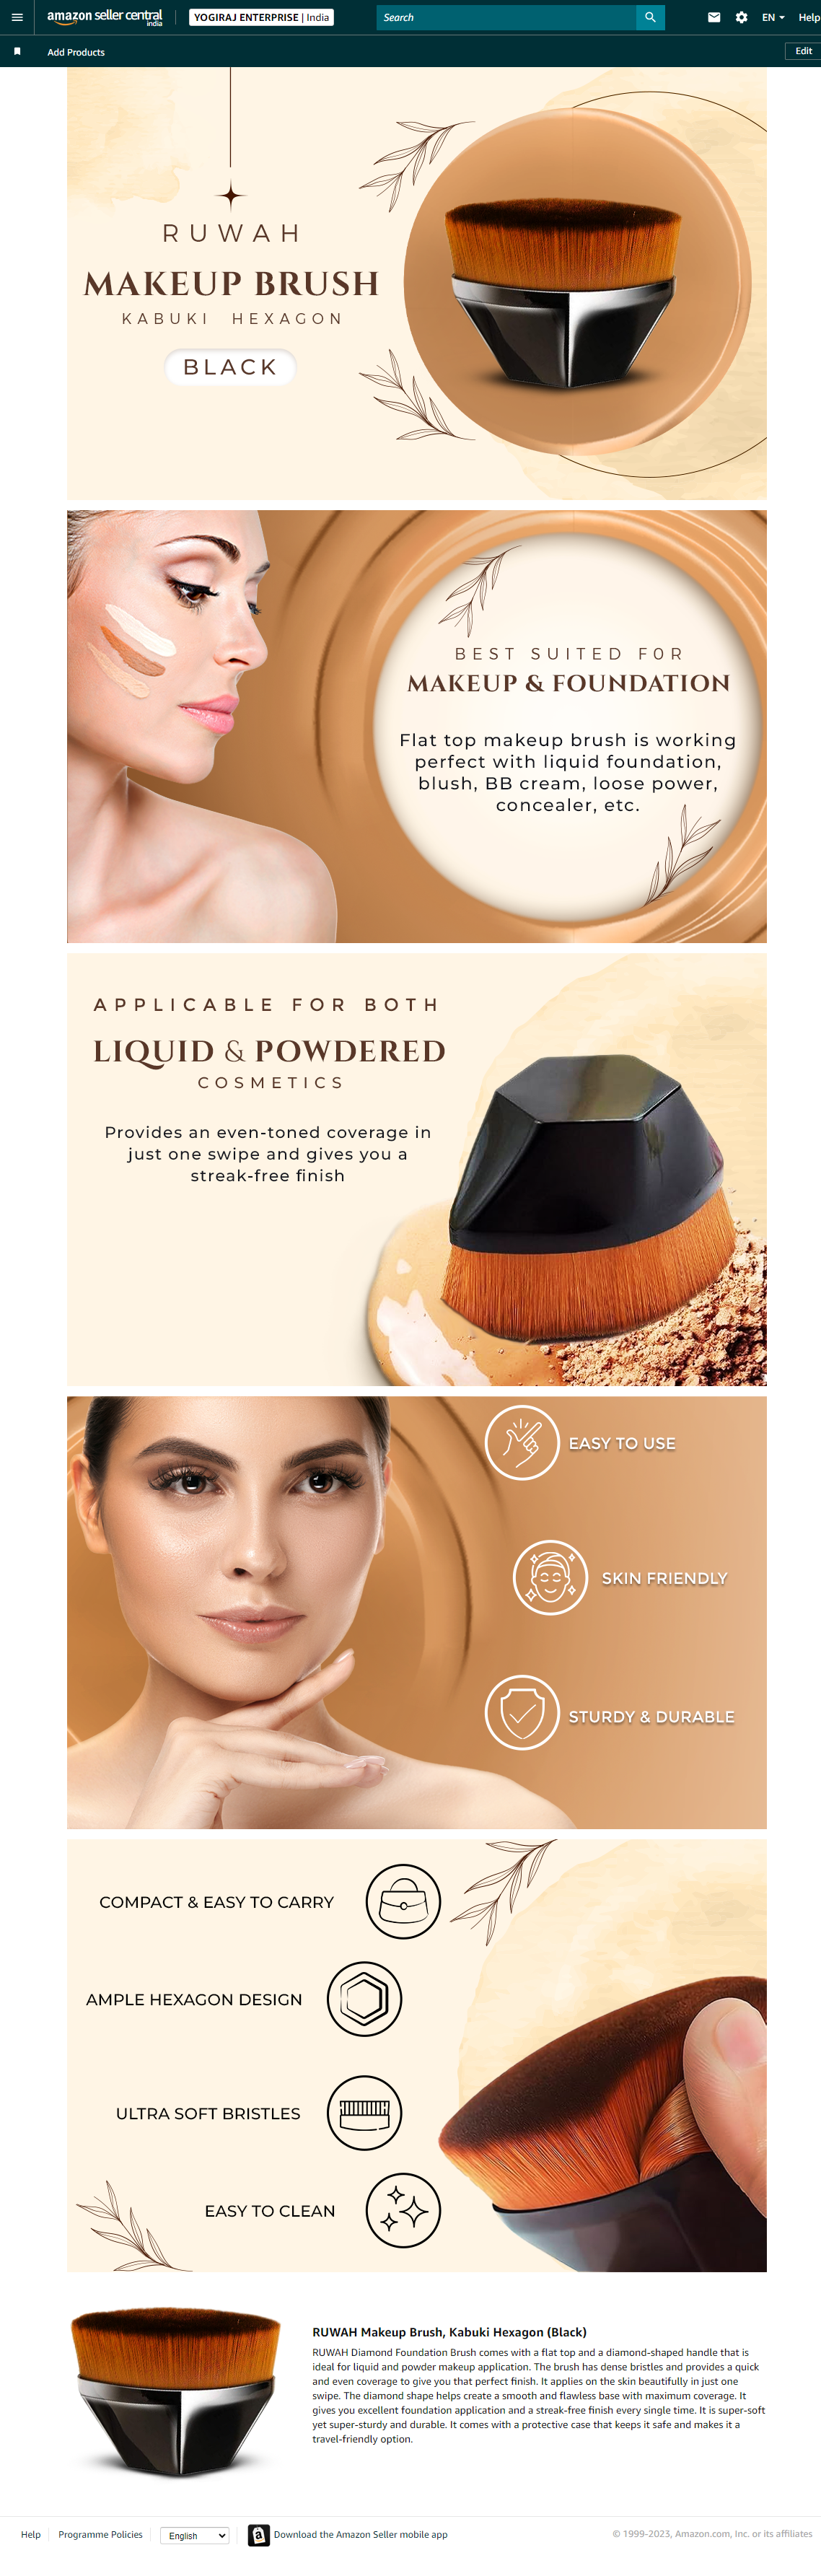 amazon seller central
india
YOGIRAJ ENTERPRISE | India
Search
EN
Help
Add Products
Edit
RUWAH
MAKEUP BRUSH
KABUKI HEXAGON
BLACK
BEST SUITED FOR
MAKEUP & FOUNDATION
Flat top makeup brush is working
perfect with liquid foundation,
blush, BB cream, loose power,
concealer, etc.
APPLICABLE FOR BOTH
LIQUID & POWDERED
COSMETICS
Provides an even-toned coverage in
just one swipe and gives you a
streak-free finish
EASY TO USE
SKIN FRIENDLY
STURDY & DURABLE
COMPACT & EASY TO CARRY
AMPLE HEXAGON DESIGN
ULTRA SOFT BRISTLES
EASY TO CLEAN
RUWAH Makeup Brush, Kabuki Hexagon (Black)
RUWAH Diamond Foundation Brush comes with a flat top and a diamond-shaped handle that is
ideal for liquid and powder makeup application. The brush has dense bristles and provides a quick
and even coverage to give you that perfect finish. It applies on the skin beautifully in just one
swipe. The diamond shape helps create a smooth and flawless base with maximum coverage. It
gives you excellent foundation application and a streak-free finish every single time. It is super-soft
yet super-sturdy and durable. It comes with a protective case that keeps it safe and makes it a
travel-friendly option.
Help
Programme Policies
English
Download the Amazon Seller mobile app
© 1999-2023, Amazon.com, Inc. or its affiliates